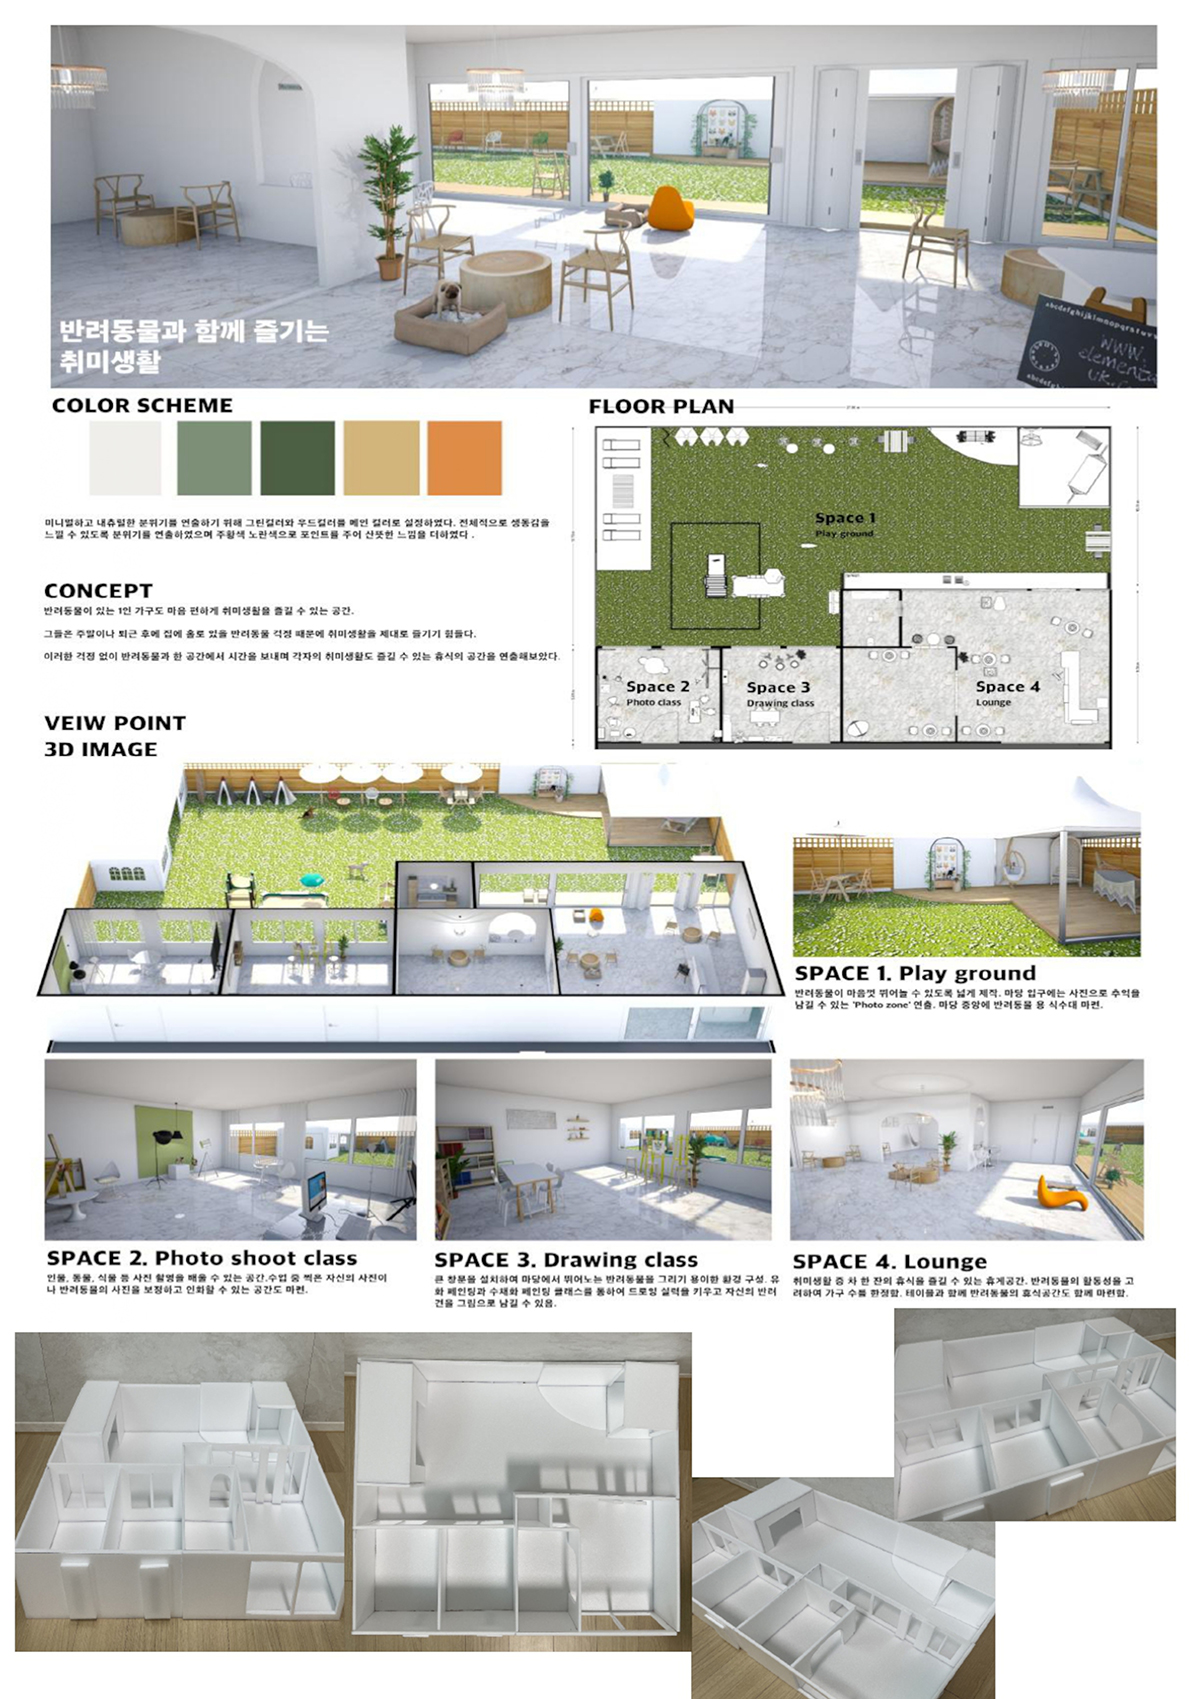 반려동물과 함께 즐기는
취미생활
COLOR SCHEME
미니멀하고 내츄럴한 분위기를 연출하기 위해 그린컬러와 우드컬러를 메인 컬러로 설정하였다. 전체적으로 생동감을
느낄 수 있도록 분위기를 연출하였으며 주황색 노란색으로 포인트를 주어 산뜻한 느낌을 더하였다 .
CONCEPT
반려동물이 있는 1인 가구도 마음 편하게 취미생활을 즐길 수 있는 공간.
그들은 주말이나 퇴근 후에 집에 홀로 있을 반려동물 걱정 때문에 취미생활을 제대로 즐기기 힘들다.
이러한 걱정 없이 반려동물과 한 공간에서 시간을 보내며 각자의 취미생활도 즐길 수 있는 휴식의 공간을 연출해보았다.
FLOOR PLAN
Space 1
Play ground
Space 2
Photo class
Space 3
Drawing class
Space 4
Lounge
VEIW POINT
3D IMAGE
SPACE 1. Play ground
반려동물이 마음껏 뛰어놀 수 있도록 넓게 제작. 마당 입구에는 사진으로 추억을
남길 수 있는 'Photo zone' 연출. 마당 중앙에 반려동물 용 식수대 마련.
SPACE 2. Photo shoot class
인물, 동물, 식물 등 사진 촬영을 배울 수 있는 공간.수업 중 찍은 자신의 사진이
나 반려동물의 사진을 보정하고 인화할 수 있는 공간도 마련.
SPACE 3. Drawing class
큰 창문을 설치하여 마당에서 뛰어노는 반려동물을 그리기 용이한 환경 구성. 유
화 페인팅과 수채화 페인팅 클래스를 통하여 드로잉 실력을 키우고 자신의 반려
견을 그림으로 남길 수 있음.
SPACE 4. Lounge
취미생활 중 차 한 잔의 휴식을 즐길 수 있는 휴게공간. 반려동물의 활동성을 고
려하여 가구 수를 한정함. 테이블과 함께 반려동물의 휴식공간도 함께 마련함.